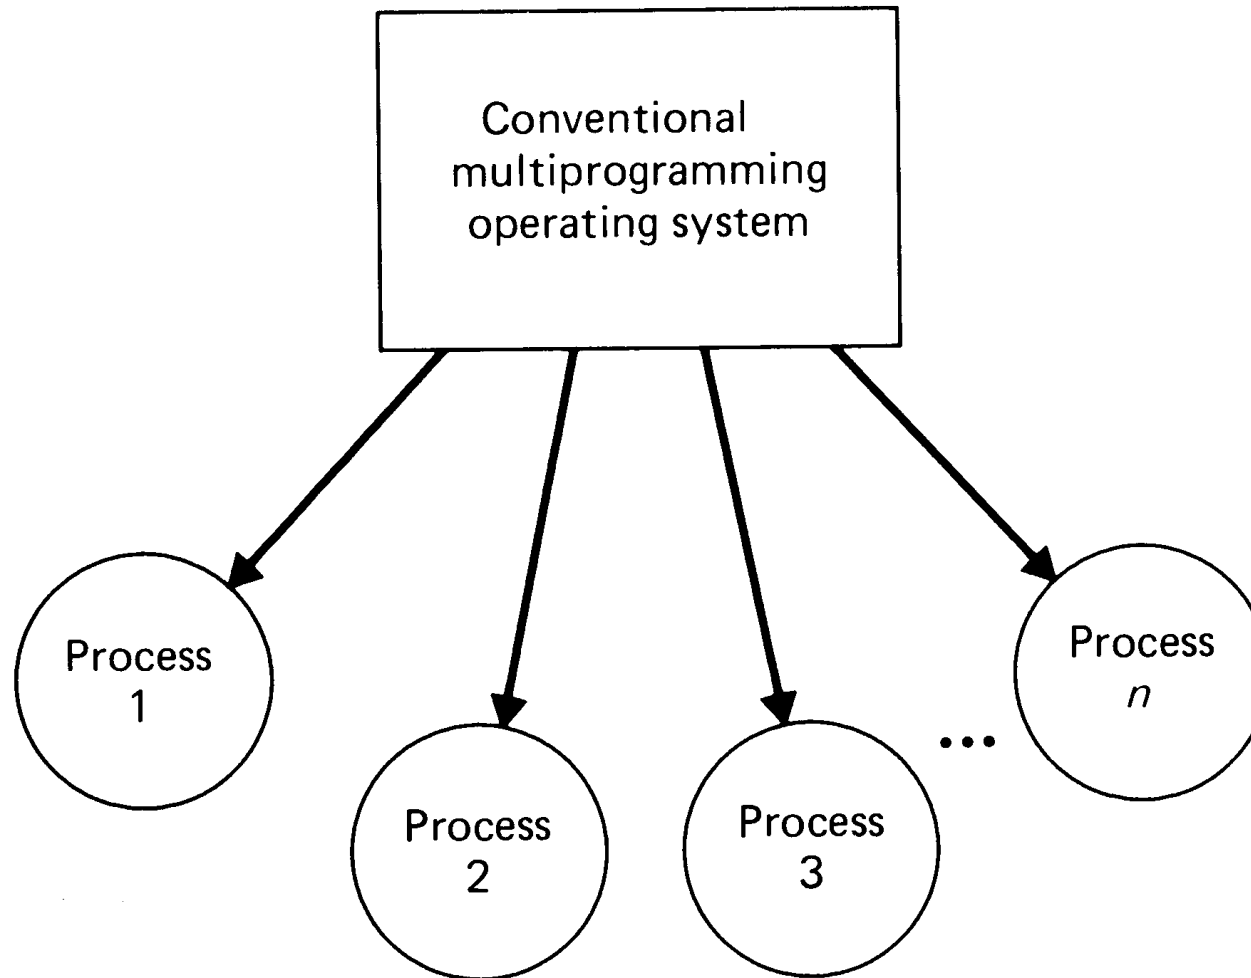 Conventional
multiprogramming
operating system
Process
1
Process
2
Process
3
...
Process
n